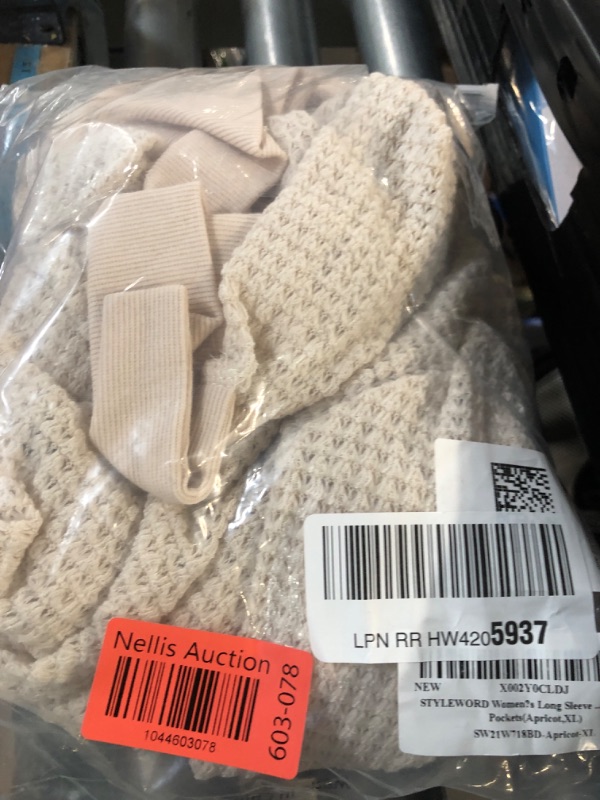 LPN RR HW4205937
NEW X002Y0CLDJ
STYLEWORD Women?s Long Sleeve ...
Pockets(Apricot,XL)
SW21W718BD-Apricot-XL
Nellis Auction
1044603078
603-078